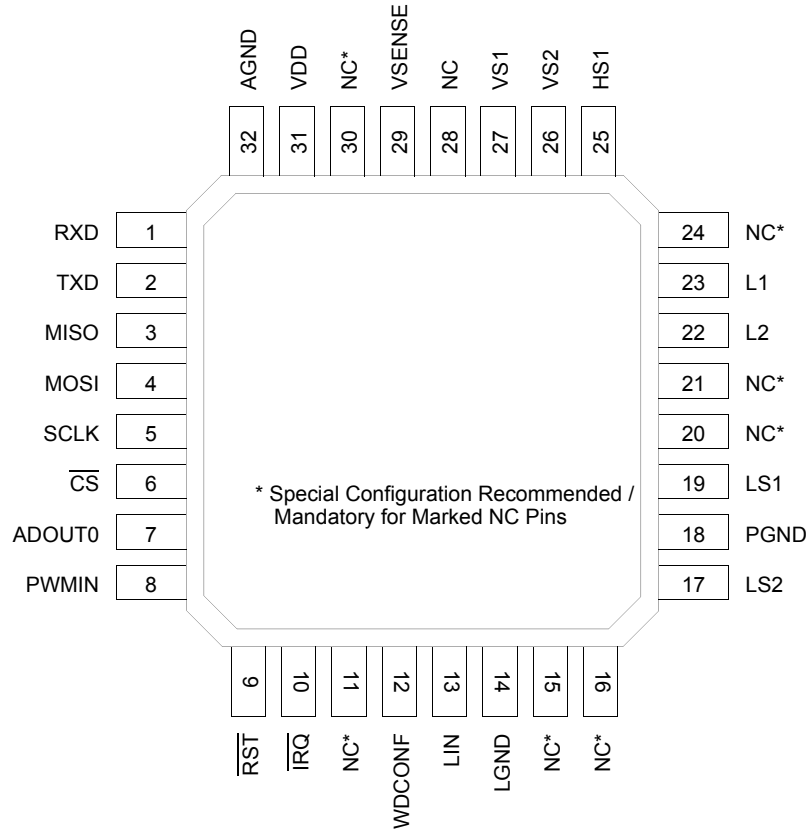 AGND
VDD
NC*
VSENSE
NC
VS1
VS2
HS1
32
31
30
29
28
27
26
25
RXD 1
TXD 2
MISO 3
MOSI 4
SCLK 5
C̅S̅ 6
ADOUT0 7
PWMIN 8
24 NC*
23 L1
22 L2
21 NC*
20 NC*
19 LS1
18 PGND
17 LS2
* Special Configuration Recommended /
Mandatory for Marked NC Pins
9
10
11
12
13
14
15
16
R̅S̅T̅
I̅R̅Q̅
NC*
WDCONF
LIN
LGND
NC*
NC*